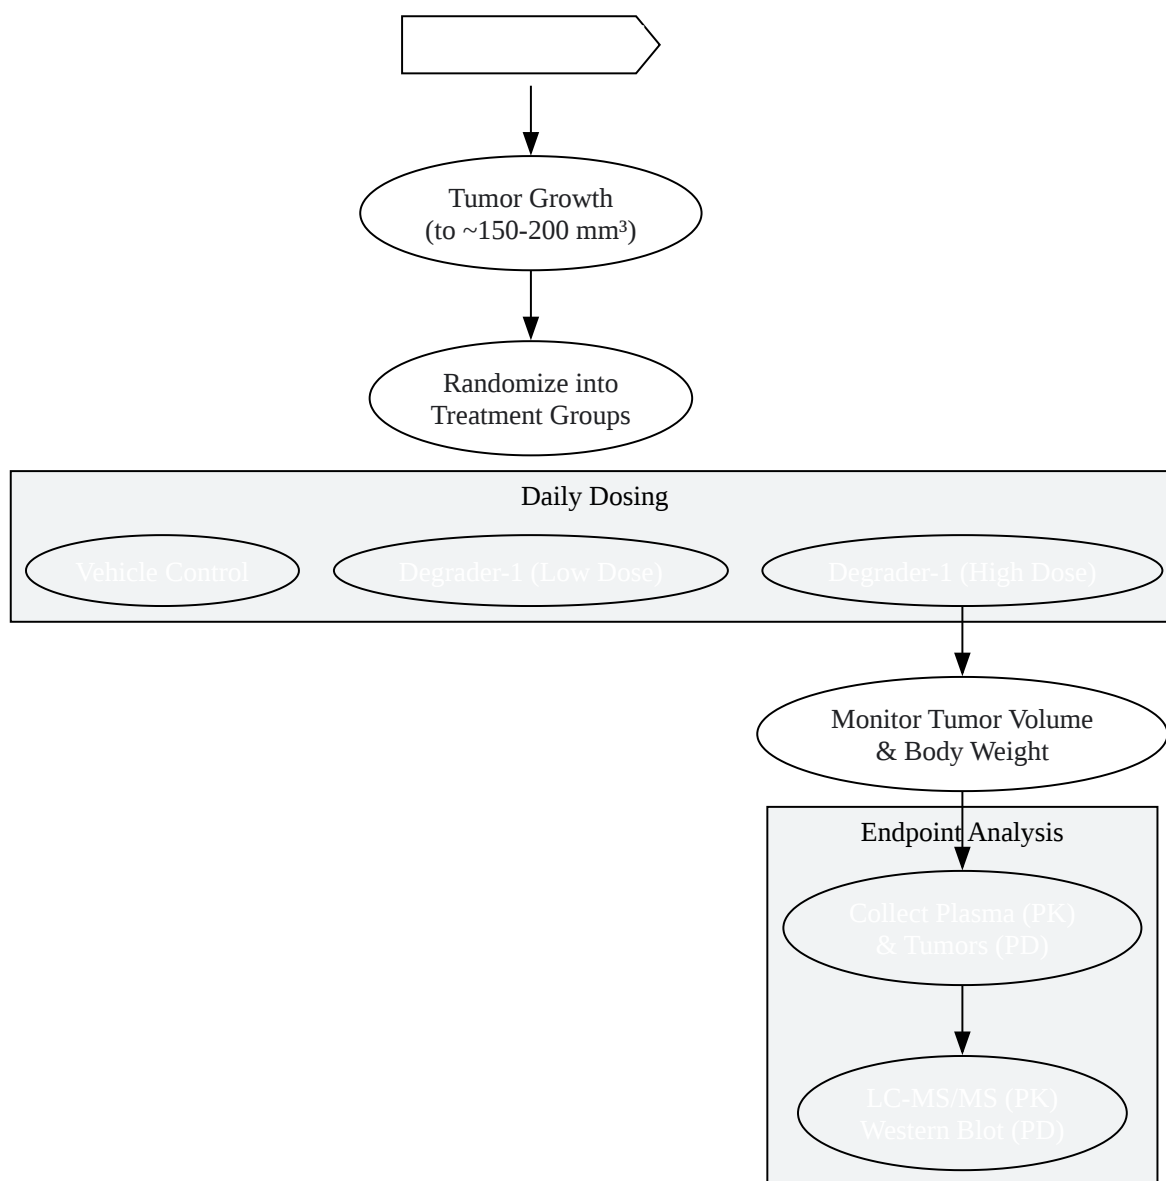 Tumor Growth
(to ~150-200 mm³)
Randomize into
Treatment Groups
Daily Dosing
Vehicle Control
Degrader-1 (Low Dose)
Degrader-1 (High Dose)
Monitor Tumor Volume
& Body Weight
Endpoint Analysis
Collect Plasma (PK)
& Tumors (PD)
LC-MS/MS (PK)
Western Blot (PD)